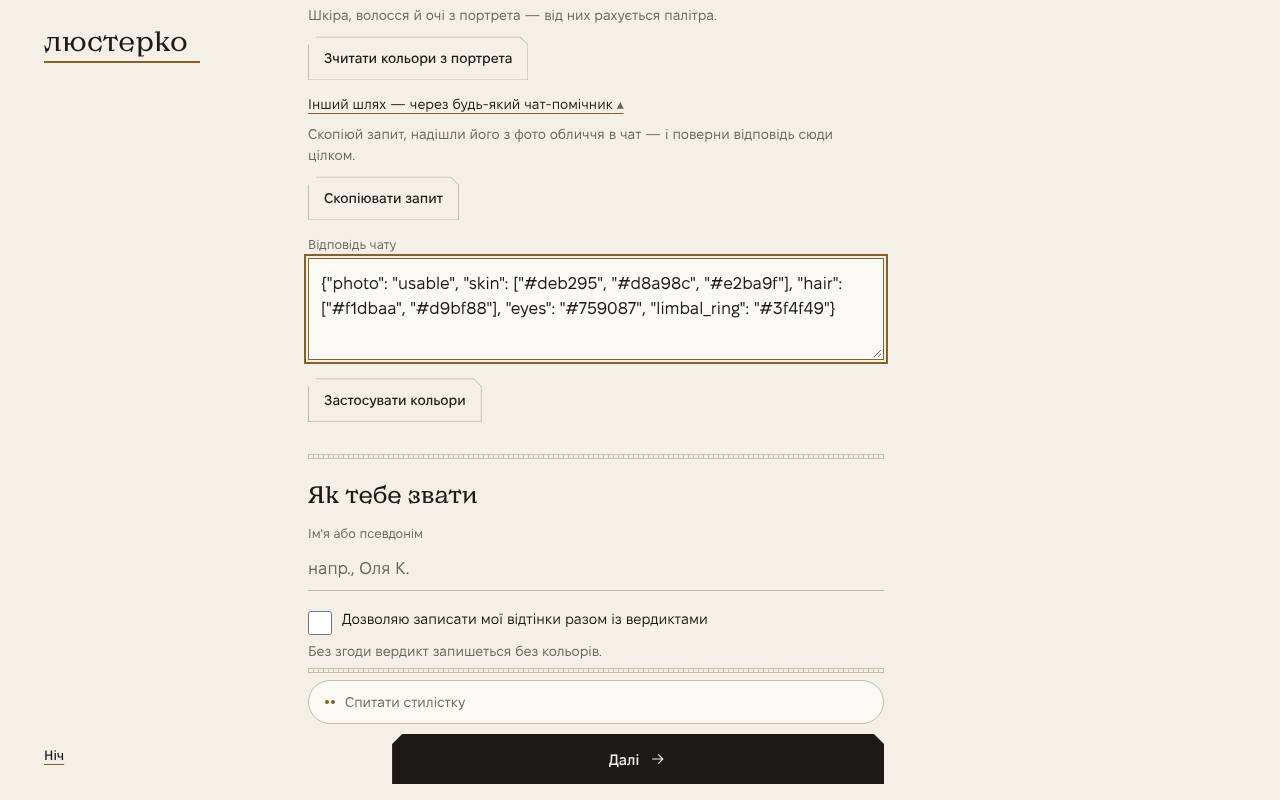 люстерко
Шкіра, волосся й очі з портрета — від них рахується палітра.
Зчитати кольори з портрета
Інший шлях — через будь-який чат-помічник ▴
Скопіюй запит, надішли його з фото обличчя в чат — і поверни відповідь сюди
цілком.
Скопіювати запит
Відповідь чату
{"photo": "usable", "skin": ["#deb295", "#d8a98c", "#e2ba9f"], "hair":
["#f1dbaa", "#d9bf88"], "eyes": "#759087", "limbal_ring": "#3f4f49"}
Застосувати кольори
Як тебе звати
Ім'я або псевдонім
напр., Оля К.
Дозволяю записати мої відтінки разом із вердиктами
Без згоди вердикт запишеться без кольорів.
Спитати стилістку
Ніч
Далі →